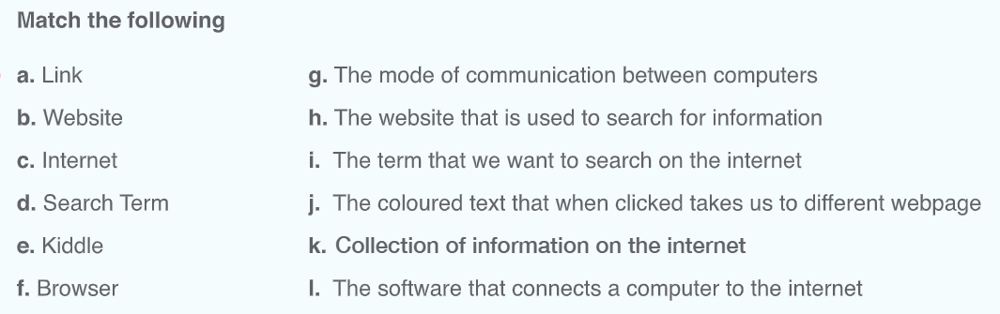 Match the following
a. Link g. The mode of communication between computers
b. Website h. The website that is used to search for information
c. Internet i. The term that we want to search on the internet
d. Search Term j. The coloured text that when clicked takes us to different webpage
e. Kiddle k. Collection of information on the internet
f. Browser l. The software that connects a computer to the internet